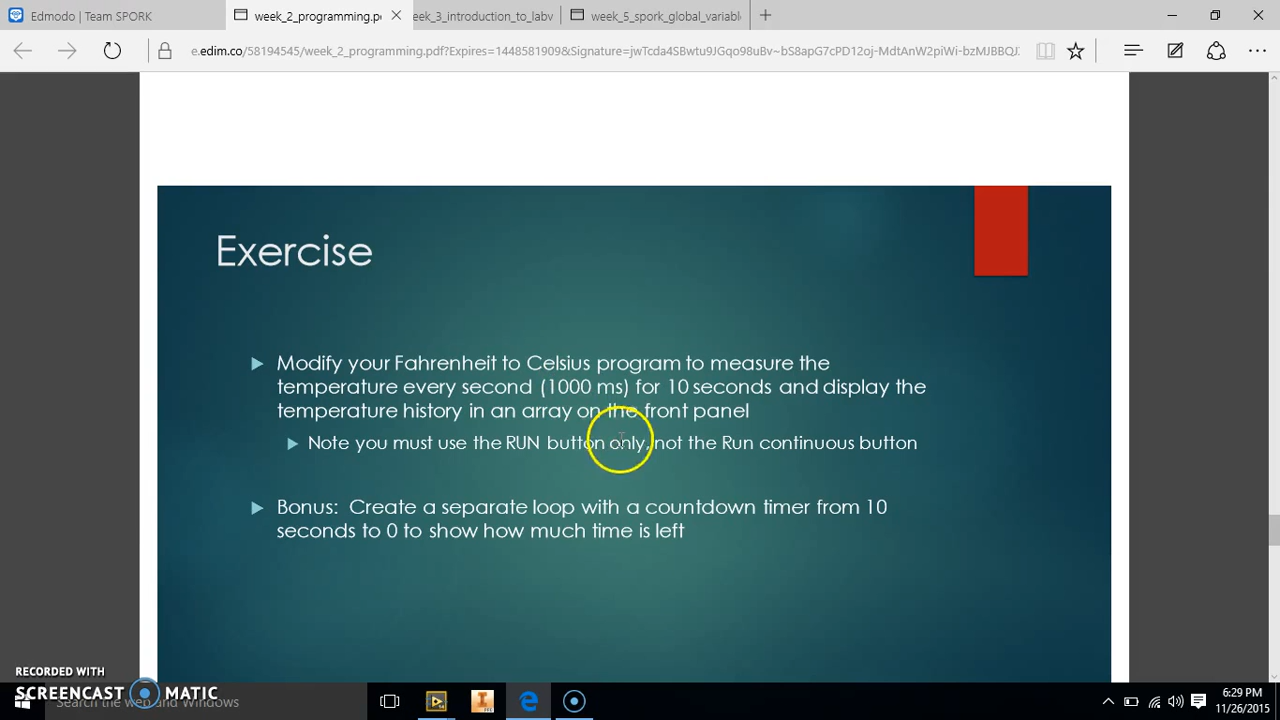 Edmodo | Team SPORK
week_2_programming.p
eek_3_introduction_to_labv
week_5_spork_global_variable
e.edim.co/58194545/week_2_programming.pdf?Expires=1448581909&Signature=jwTcda4SBwtu9JGqo98uBv~bS8apG7cPD12oj-MdtAnW2piWi-bzMJBBQJ
Exercise
Modify your Fahrenheit to Celsius program to measure the
temperature every second (1000 ms) for 10 seconds and display the
temperature history in an array on the front panel
Note you must use the RUN button only, not the Run continuous button
Bonus: Create a separate loop with a countdown timer from 10
seconds to 0 to show how much time is left
RECORDED WITH
SCREENCAST MATIC
Search the web and Windows
6:29 PM
11/26/2015